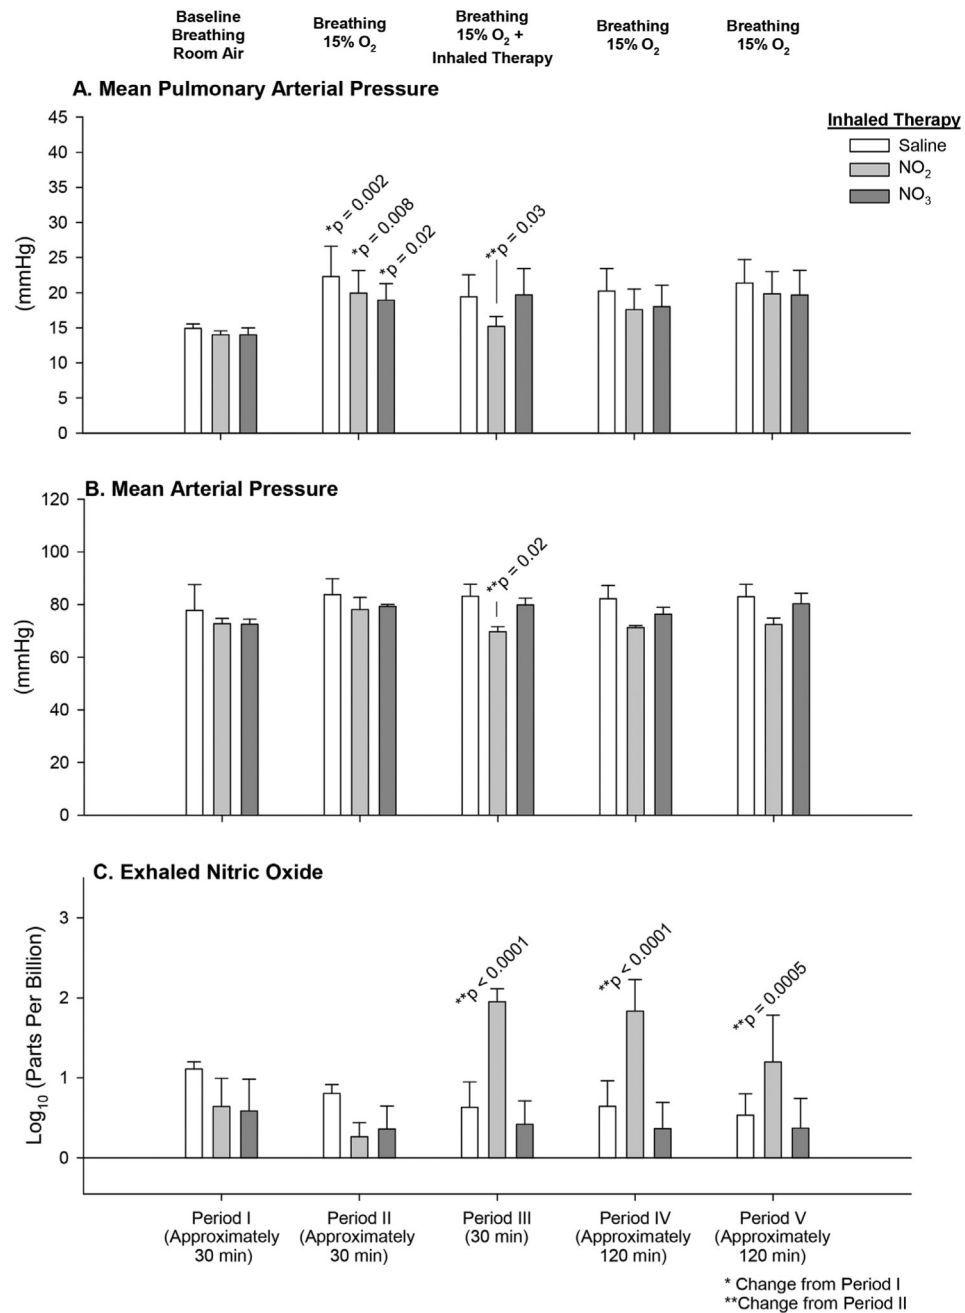 Baseline
Breathing
Room Air
Breathing
15% O2
Breathing
15% O2 +
Inhaled Therapy
Breathing
15% O2
Breathing
15% O2
A. Mean Pulmonary Arterial Pressure
Inhaled Therapy
Saline
NO2
NO3
(mmHg)
45
40
35
30
25
20
15
10
5
0
*p = 0.002
*p = 0.008
*p = 0.02
**p = 0.03
B. Mean Arterial Pressure
(mmHg)
120
100
80
60
40
20
0
**p = 0.02
C. Exhaled Nitric Oxide
Log10 (Parts Per Billion)
3
2
1
0
**p < 0.0001
**p < 0.0001
**p = 0.0005
Period I
(Approximately
30 min)
Period II
(Approximately
30 min)
Period III
(30 min)
Period IV
(Approximately
120 min)
Period V
(Approximately
120 min)
* Change from Period I
**Change from Period II